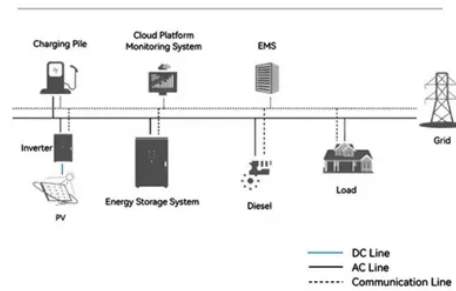 Charging Pile
Cloud Platform
Monitoring System
EMS
Grid
Inverter
PV
Energy Storage System
Diesel
Load
DC Line
AC Line
Communication Line